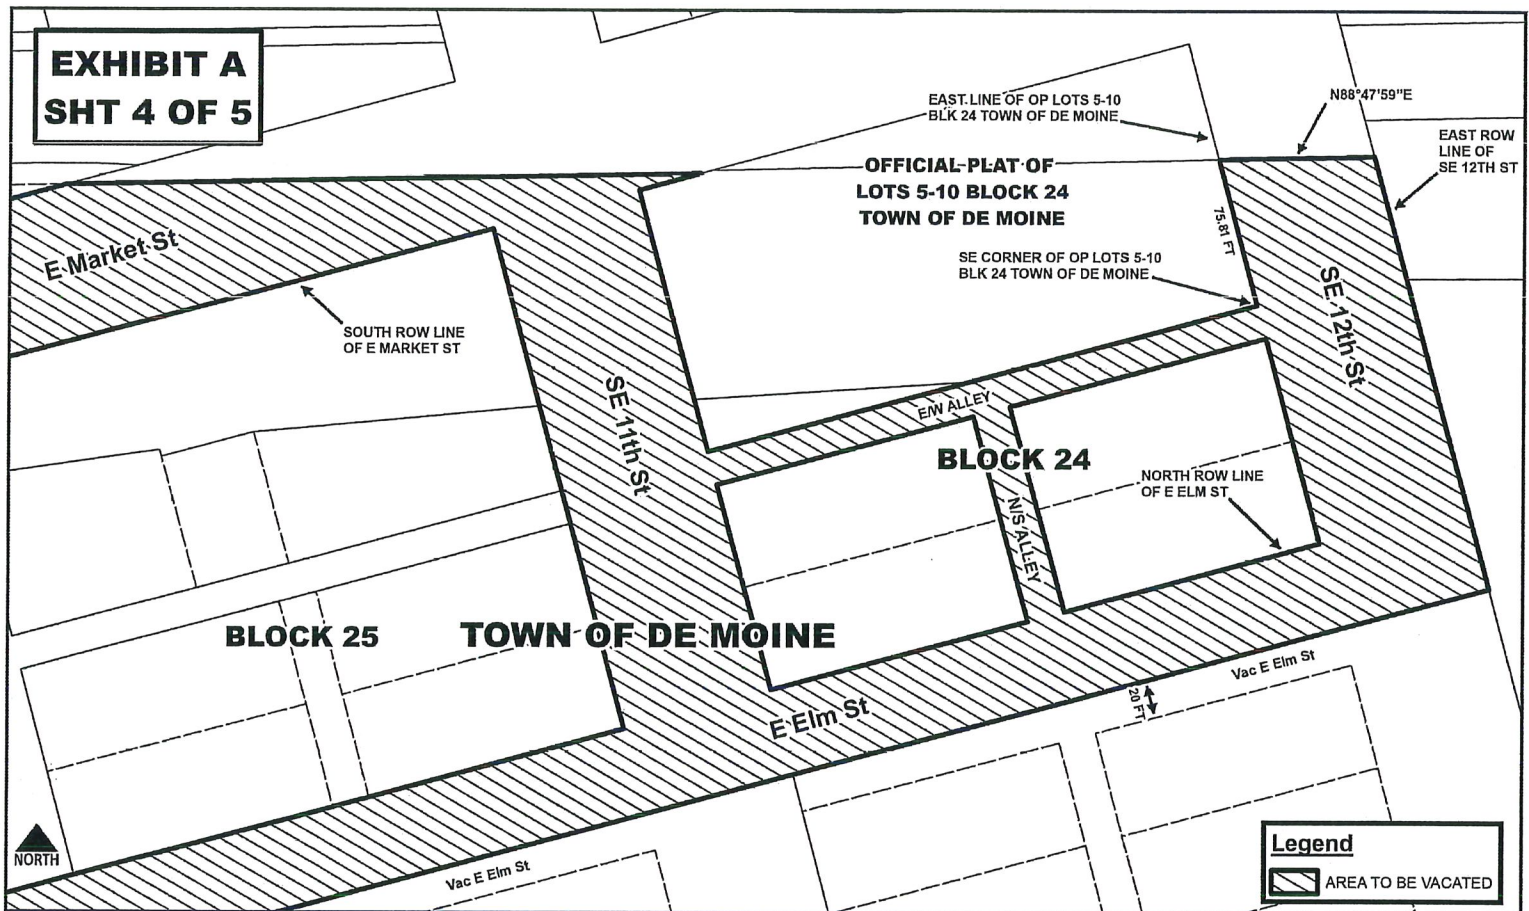 EXHIBIT A
SHT 4 OF 5
EAST LINE OF OP LOTS 5-10
BLK 24 TOWN OF DE MOINE
N88°47'59"E
EAST ROW
LINE OF
SE 12TH ST
OFFICIAL PLAT OF
LOTS 5-10 BLOCK 24
TOWN OF DE MOINE
75.81 FT
SE CORNER OF OP LOTS 5-10
BLK 24 TOWN OF DE MOINE
E Market St
SOUTH ROW LINE
OF E MARKET ST
SE 12th St
SE 11th St
E/W ALLEY
BLOCK 24
NORTH ROW LINE
OF E ELM ST
N/S ALLEY
BLOCK 25
TOWN OF DE MOINE
Vac E Elm St
20 FT
E Elm St
NORTH
Vac E Elm St
Legend
AREA TO BE VACATED